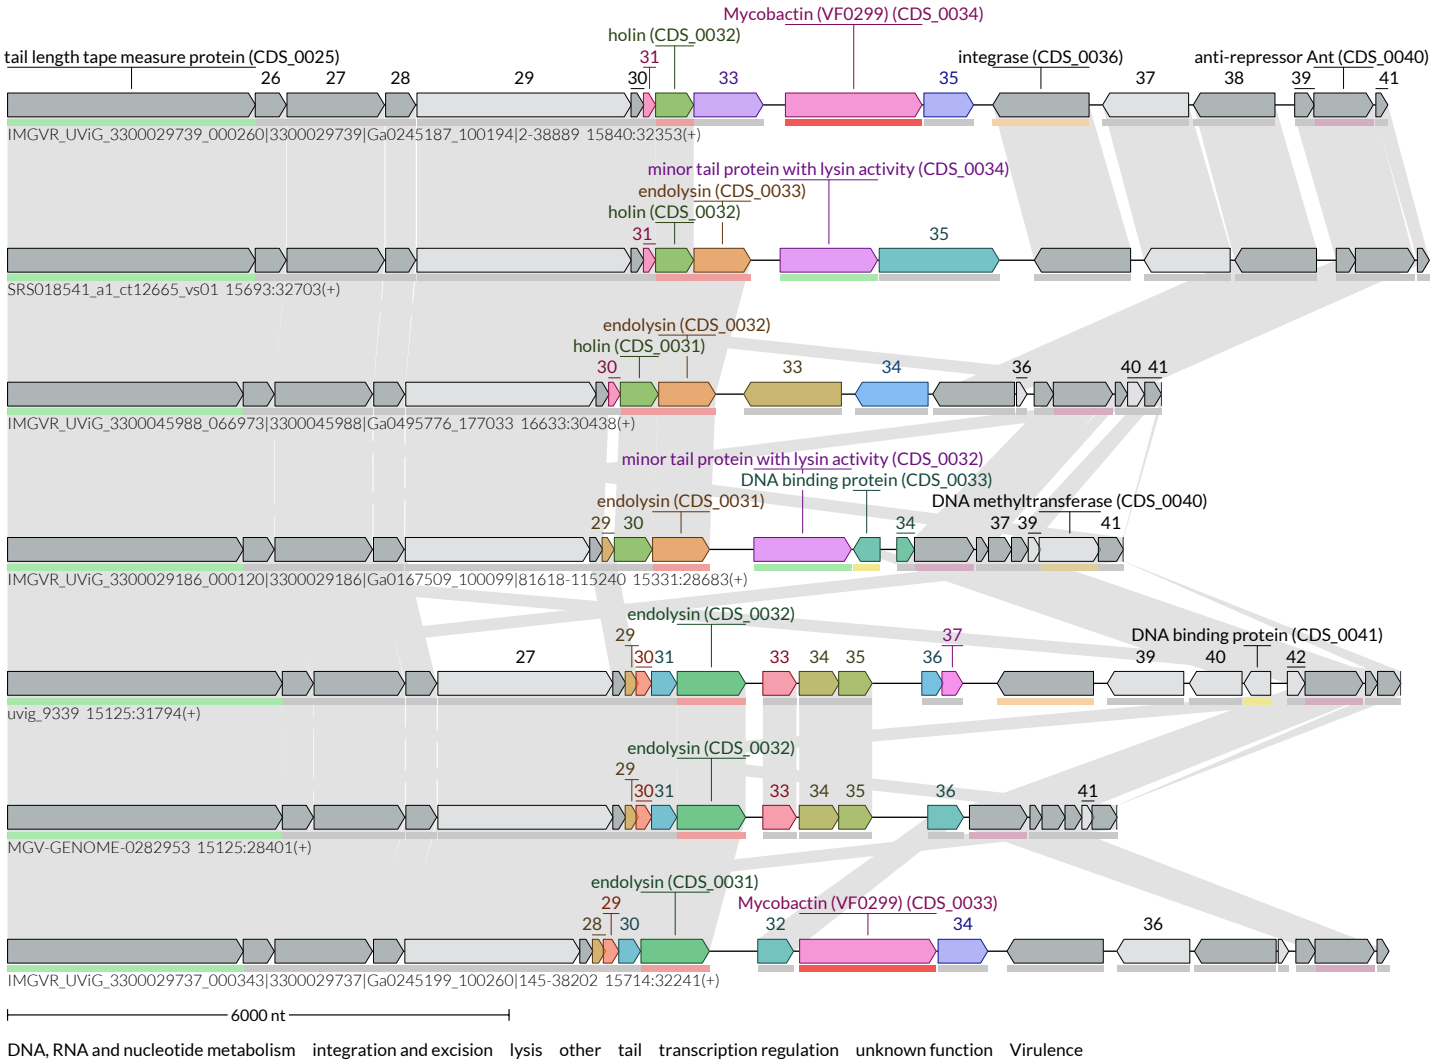 Mycobactin (VF0299) (CDS_0034)
holin (CDS_0032)
tail length tape measure protein (CDS_0025) 31 integrase (CDS_0036) anti-repressor Ant (CDS_0040)
26 27 28 29 30 33 35 37 38 39 41
IMGVR_UViG_3300029739_000260|3300029739|Ga0245187_100194|2-38889 15840:32353(+)
minor tail protein with lysin activity (CDS_0034)
endolysin (CDS_0033)
holin (CDS_0032)
31 35
SRS018541_a1_ct12665_vs01 15693:32703(+)
endolysin (CDS_0032)
holin (CDS_0031)
30 33 34 36 40 41
IMGVR_UViG_3300045988_066973|3300045988|Ga0495776_177033 16633:30438(+)
minor tail protein with lysin activity (CDS_0032)
DNA binding protein (CDS_0033)
endolysin (CDS_0031) DNA methyltransferase (CDS_0040)
29 30 34 37 39 41
IMGVR_UViG_3300029186_000120|3300029186|Ga0167509_100099|81618-115240 15331:28683(+)
endolysin (CDS_0032)
29 37 DNA binding protein (CDS_0041)
27 30 31 33 34 35 36 39 40 42
uvig_9339 15125:31794(+)
endolysin (CDS_0032)
29
30 31 33 34 35 36 41
MGV-GENOME-0282953 15125:28401(+)
endolysin (CDS_0031)
29 Mycobactin (VF0299) (CDS_0033)
28 30 32 34 36
IMGVR_UViG_3300029737_000343|3300029737|Ga0245199_100260|145-38202 15714:32241(+)
6000 nt
DNA, RNA and nucleotide metabolism integration and excision lysis other tail transcription regulation unknown function Virulence